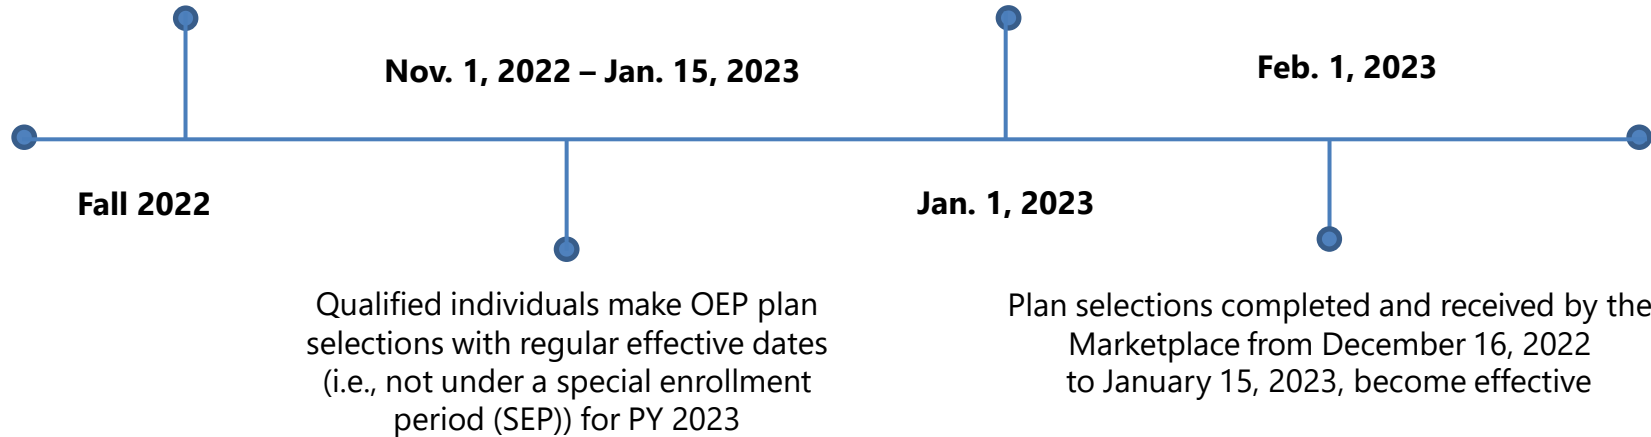 Nov. 1, 2022 – Jan. 15, 2023
Feb. 1, 2023
Fall 2022
Jan. 1, 2023
Qualified individuals make OEP plan
selections with regular effective dates
(i.e., not under a special enrollment
period (SEP)) for PY 2023
Plan selections completed and received by the
Marketplace from December 16, 2022
to January 15, 2023, become effective